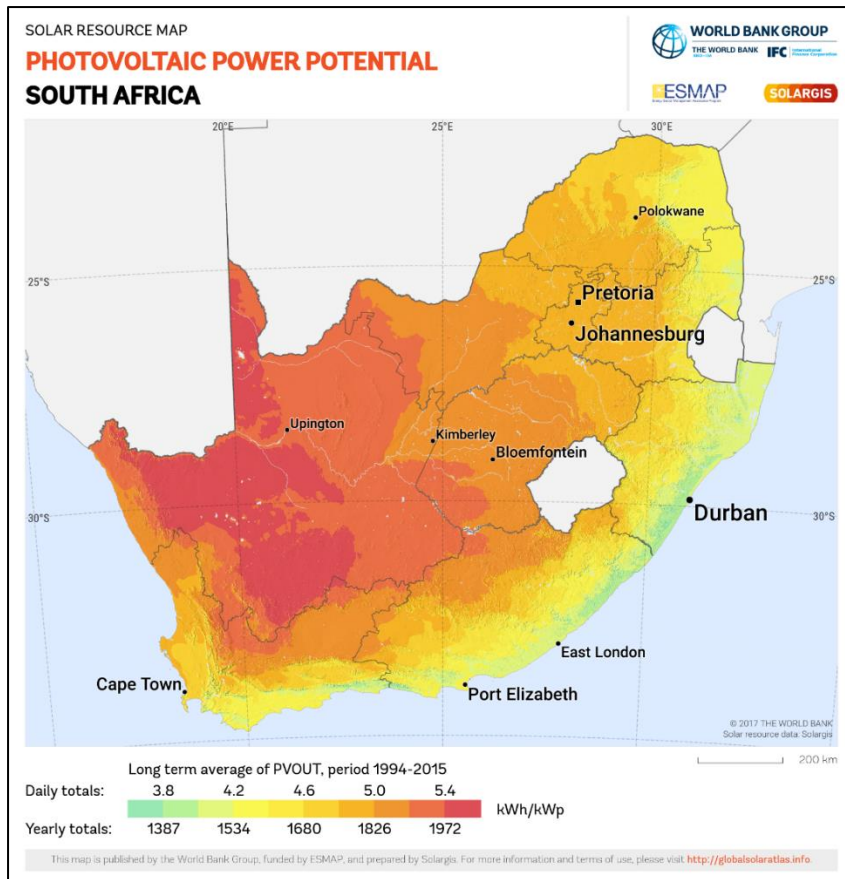 SOLAR RESOURCE MAP
PHOTOVOLTAIC POWER POTENTIAL
SOUTH AFRICA
WORLD BANK GROUP
THE WORLD BANK
IFC
International
Finance Corporation
ESMAP
SOLARGIS
20°E
25°E
30°E
Polokwane
25°S
25°S
Pretoria
Johannesburg
Upington
Kimberley
Bloemfontein
30°S
Durban
30°S
East London
Cape Town
Port Elizabeth
© 2017 THE WORLD BANK
Solar resource data: Solargis
200 km
Long term average of PVOUT, period 1994-2015
Daily totals: 3.8 4.2 4.6 5.0 5.4
kWh/kWp
Yearly totals: 1387 1534 1680 1826 1972
This map is published by the World Bank Group, funded by ESMAP, and prepared by Solargis. For more information and terms of use, please visit http://globalsolaratlas.info.